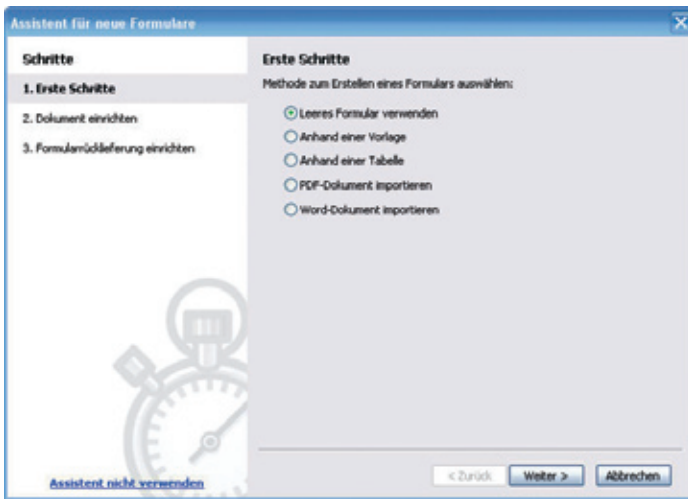 Assistent für neue Formulare
Schritte
1. Erste Schritte
2. Dokument einrichten
3. Formularrücklieferung einrichten
Assistent nicht verwenden
Erste Schritte
Methode zum Erstellen eines Formulars auswählen:
Leeres Formular verwenden
Anhand einer Vorlage
Anhand einer Tabelle
PDF-Dokument importieren
Word-Dokument importieren
< Zurück
Weiter >
Abbrechen